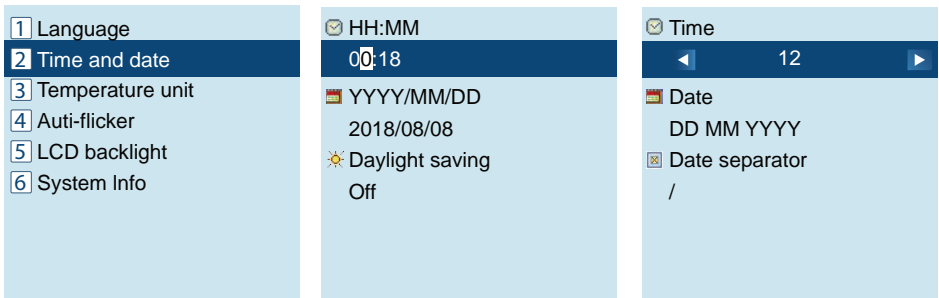 1 Language
2 Time and date
3 Temperature unit
4 Auti-flicker
5 LCD backlight
6 System Info
HH:MM
00:18
YYYY/MM/DD
2018/08/08
Daylight saving
Off
Time
12
Date
DD MM YYYY
Date separator
/